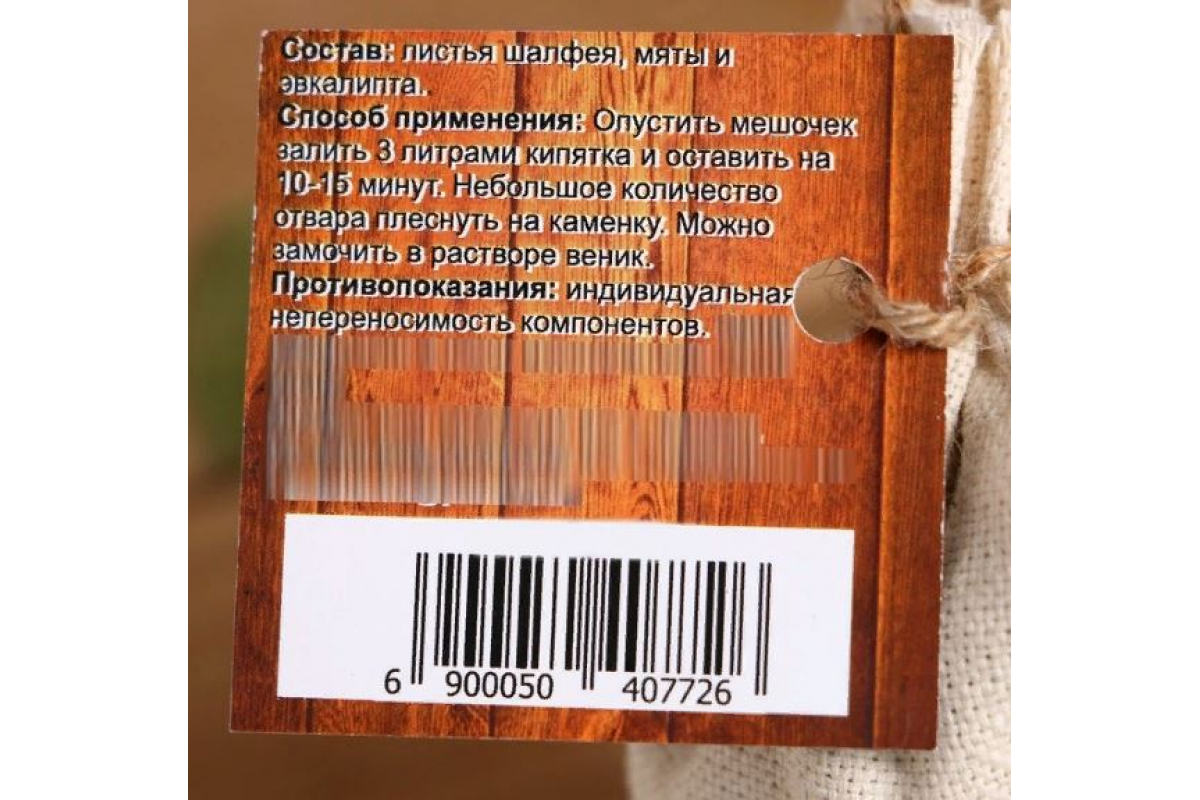 Состав: листья шалфея, мяты и
эвкалипта.
Способ применения: Опустить мешочек
залить 3 литрами кипятка и оставить на
10-15 минут. Небольшое количество
отвара плеснуть на каменку. Можно
замочить в растворе веник.
Противопоказания: индивидуальная
непереносимость компонентов.
6 900050 407726